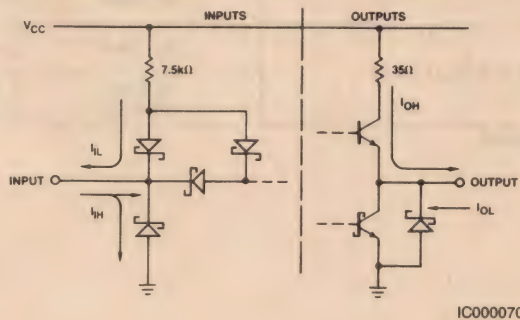 INPUTS
OUTPUTS
VCC
7.5kΩ
35Ω
IOH
IIL
INPUT
OUTPUT
IIH
IOL
IC000070